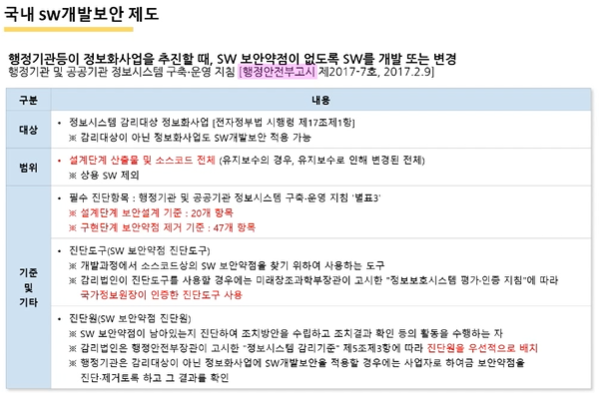 국내 SW개발보안 제도
행정기관등이 정보화사업을 추진할 때, SW 보안약점이 없도록 SW를 개발 또는 변경
행정기관 및 공공기관 정보시스템 구축·운영 지침 [행정안전부고시 제2017-7호, 2017.2.9]
구분 내용
대상
• 정보시스템 감리대상 정보화사업 [전자정부법 시행령 제17조제1항]
※ 감리대상이 아닌 정보화사업도 SW개발보안 적용 가능
범위
• 설계단계 산출물 및 소스코드 전체 (유지보수의 경우, 유지보수로 인해 변경된 전체)
※ 상용 SW 제외
기준
및
기타
• 필수 진단항목 : 행정기관 및 공공기관 정보시스템 구축·운영 지침 '별표3'
※ 설계단계 보안설계 기준 : 20개 항목
※ 구현단계 보안약점 제거 기준 : 47개 항목
• 진단도구(SW 보안약점 진단도구)
※ 개발과정에서 소스코드상의 SW 보안약점을 찾기 위하여 사용하는 도구
※ 감리법인이 진단도구를 사용할 경우에는 미래창조과학부장관이 고시한 "정보보호시스템 평가·인증 지침"에 따라
국가정보원장이 인증한 진단도구 사용
• 진단원(SW 보안약점 진단원)
※ SW 보안약점이 남아있는지 진단하여 조치방안을 수립하고 조치결과 확인 등의 활동을 수행하는 자
※ 감리법인은 행정안전부장관이 고시한 "정보시스템 감리기준" 제5조제3항에 따라 진단원을 우선적으로 배치
※ 행정기관은 감리대상이 아닌 정보화사업에 SW개발보안을 적용할 경우에는 사업자로 하여금 보안약점을
진단·제거토록 하고 그 결과를 확인